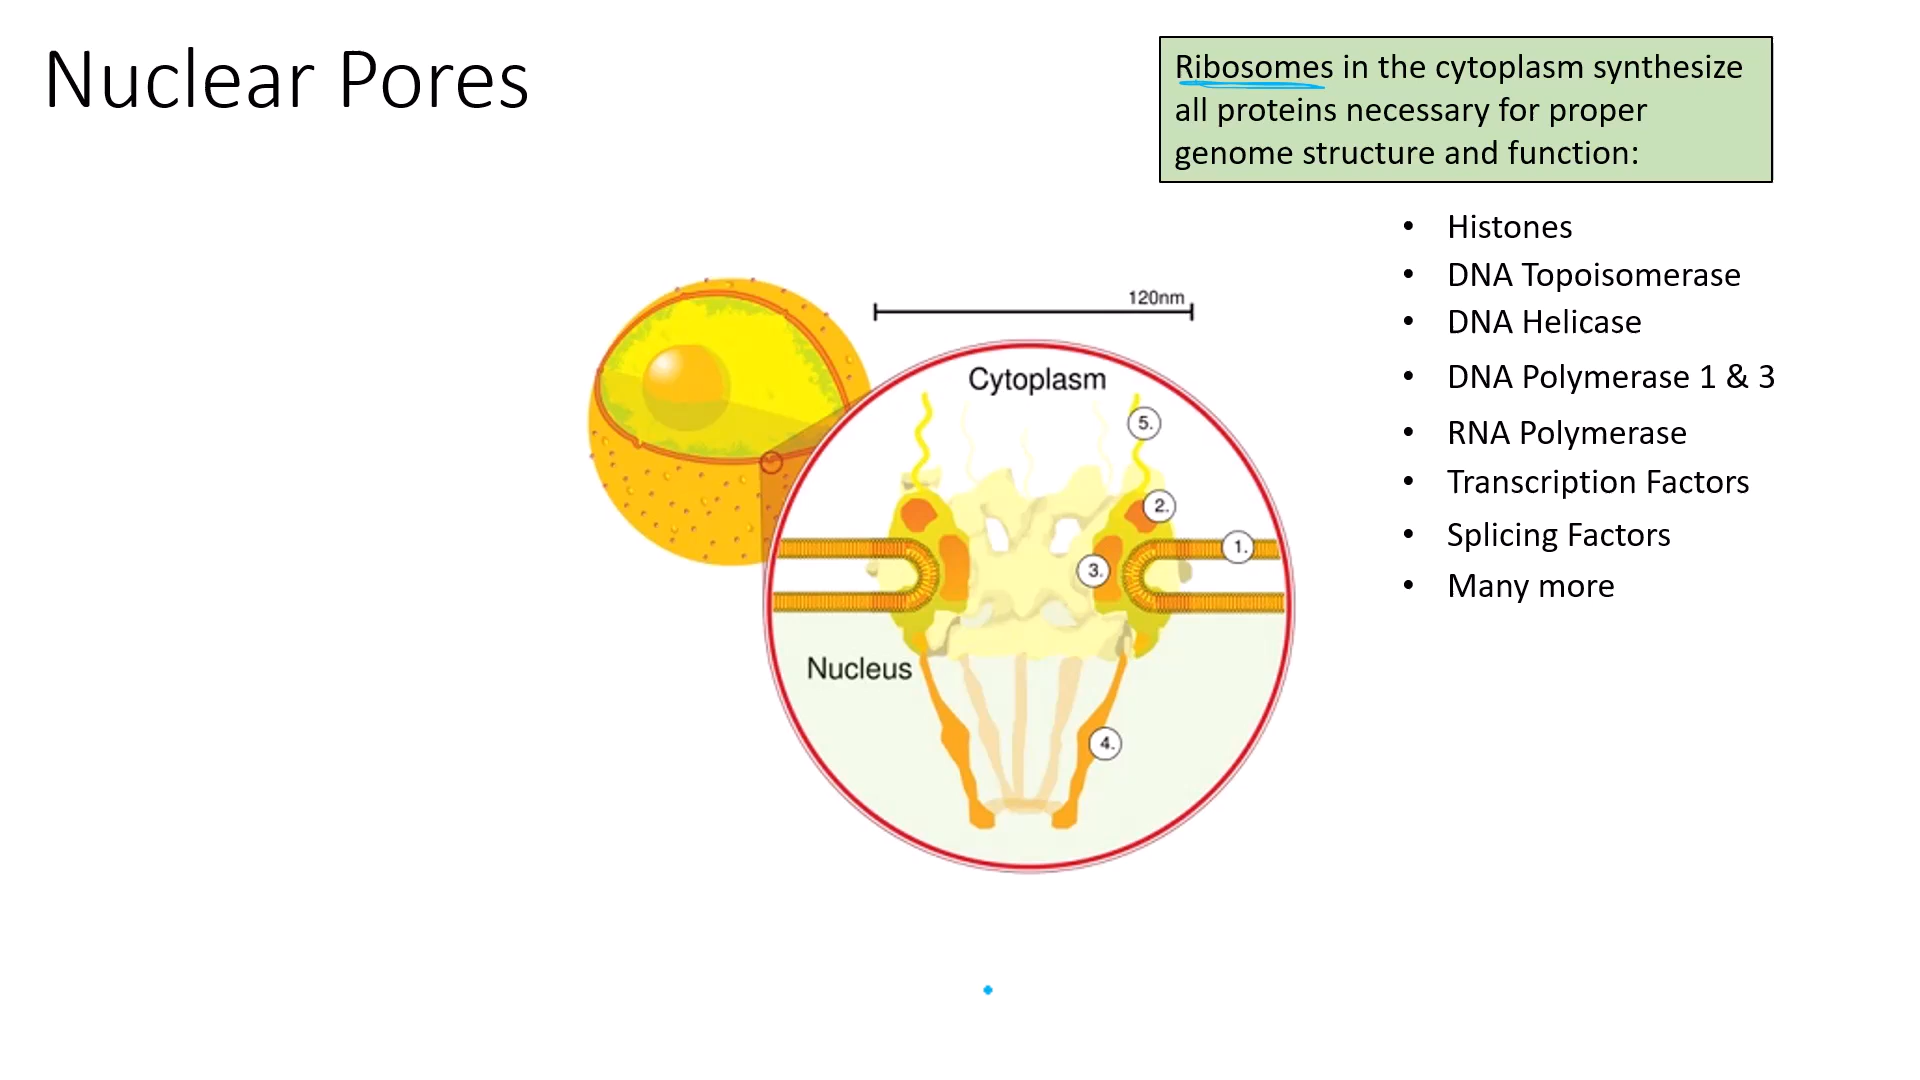 Nuclear Pores
Ribosomes in the cytoplasm synthesize
all proteins necessary for proper
genome structure and function:
• Histones
• DNA Topoisomerase
• DNA Helicase
• DNA Polymerase 1 & 3
• RNA Polymerase
• Transcription Factors
• Splicing Factors
• Many more
120nm
Cytoplasm
5.
2.
1.
3.
Nucleus
4.